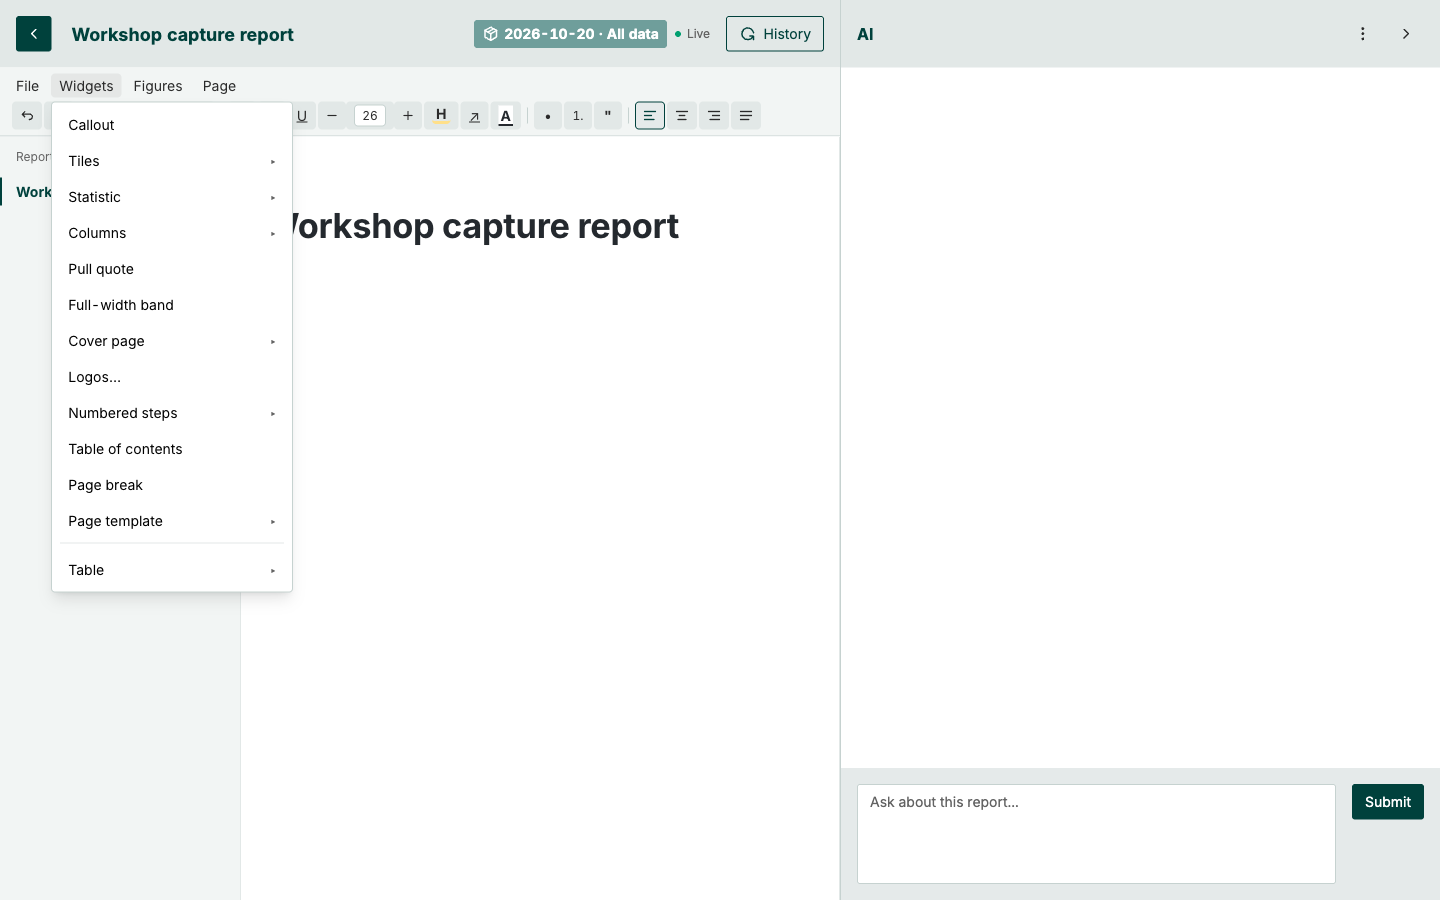 Workshop capture report
2026-10-20 · All data
Live
History
AI
File
Widgets
Figures
Page
U
26
H
A
1.
"
Report
Work
Callout
Tiles
Statistic
Columns
Pull quote
Full-width band
Cover page
Logos...
Numbered steps
Table of contents
Page break
Page template
Table
Workshop capture report
Ask about this report...
Submit